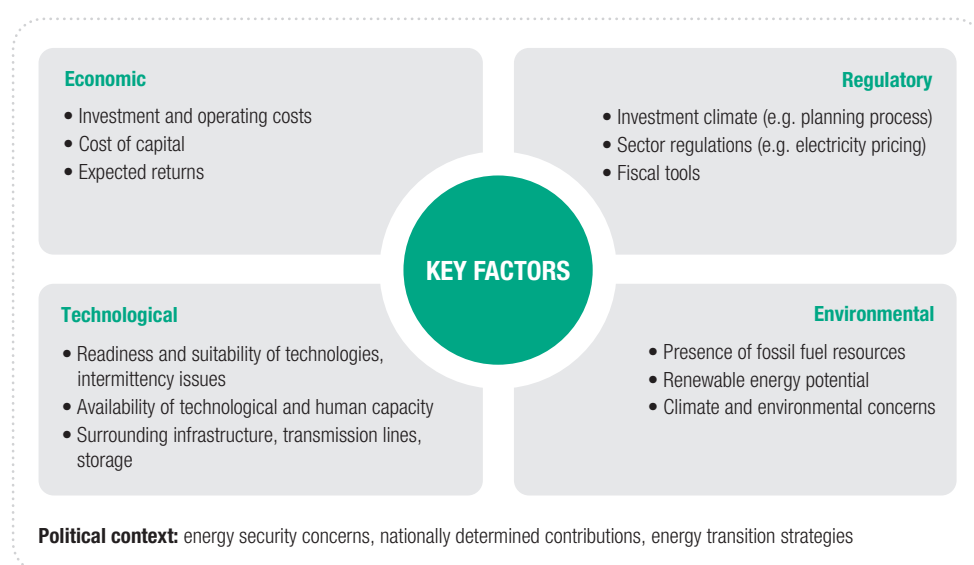 Economic
• Investment and operating costs
• Cost of capital
• Expected returns
Regulatory
• Investment climate (e.g. planning process)
• Sector regulations (e.g. electricity pricing)
• Fiscal tools
KEY FACTORS
Technological
• Readiness and suitability of technologies,
intermittency issues
• Availability of technological and human capacity
• Surrounding infrastructure, transmission lines,
storage
Environmental
• Presence of fossil fuel resources
• Renewable energy potential
• Climate and environmental concerns
Political context: energy security concerns, nationally determined contributions, energy transition strategies